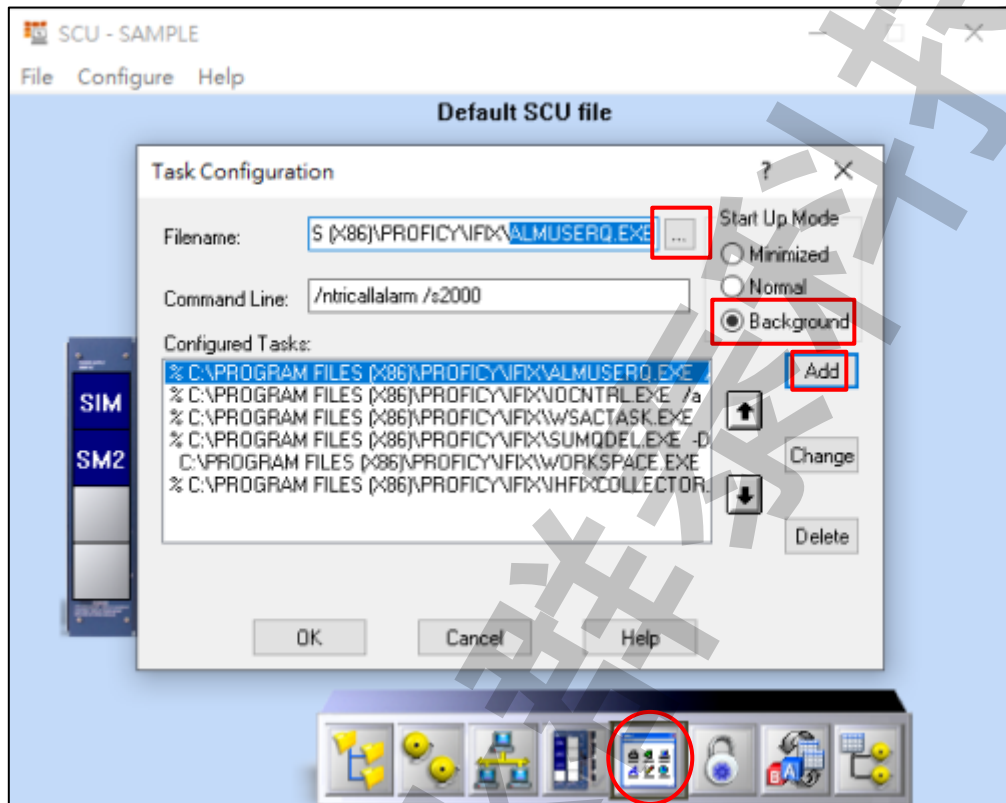 SCU - SAMPLE
File Configure Help
Default SCU file
Task Configuration
Filename: S (X86)\PROFICY\IFIX\ALMUSERQ.EXE ...
Command Line: /ntricallalarm /s2000
Start Up Mode
Minimized
Normal
Background
Configured Tasks:
% C:\PROGRAM FILES (X86)\PROFICY\IFIX\ALMUSERQ.EXE /
% C:\PROGRAM FILES (X86)\PROFICY\IFIX\IOCNTRL.EXE /a
% C:\PROGRAM FILES (X86)\PROFICY\IFIX\WSACTASK.EXE
% C:\PROGRAM FILES (X86)\PROFICY\IFIX\SUMQDEL.EXE -D
C:\PROGRAM FILES (X86)\PROFICY\IFIX\WORKSPACE.EXE
% C:\PROGRAM FILES (X86)\PROFICY\IFIX\IHFIXCOLLECTOR.
Add
Change
Delete
OK Cancel Help
SIM
SM2